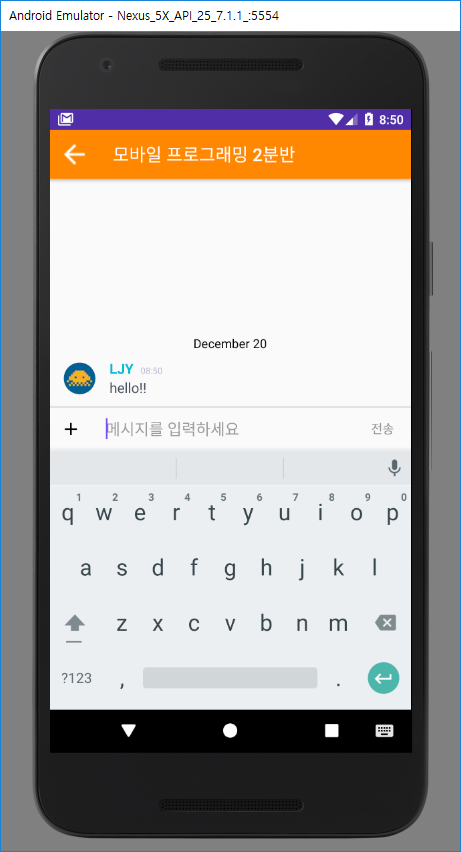 Android Emulator - Nexus_5X_API_25_7.1.1_:5554
8:50
모바일 프로그래밍 2분반
December 20
LJY 08:50
hello!!
메시지를 입력하세요 전송
1 2 3 4 5 6 7 8 9 0
q w e r t y u i o p
a s d f g h j k l
z x c v b n m
?123 , .